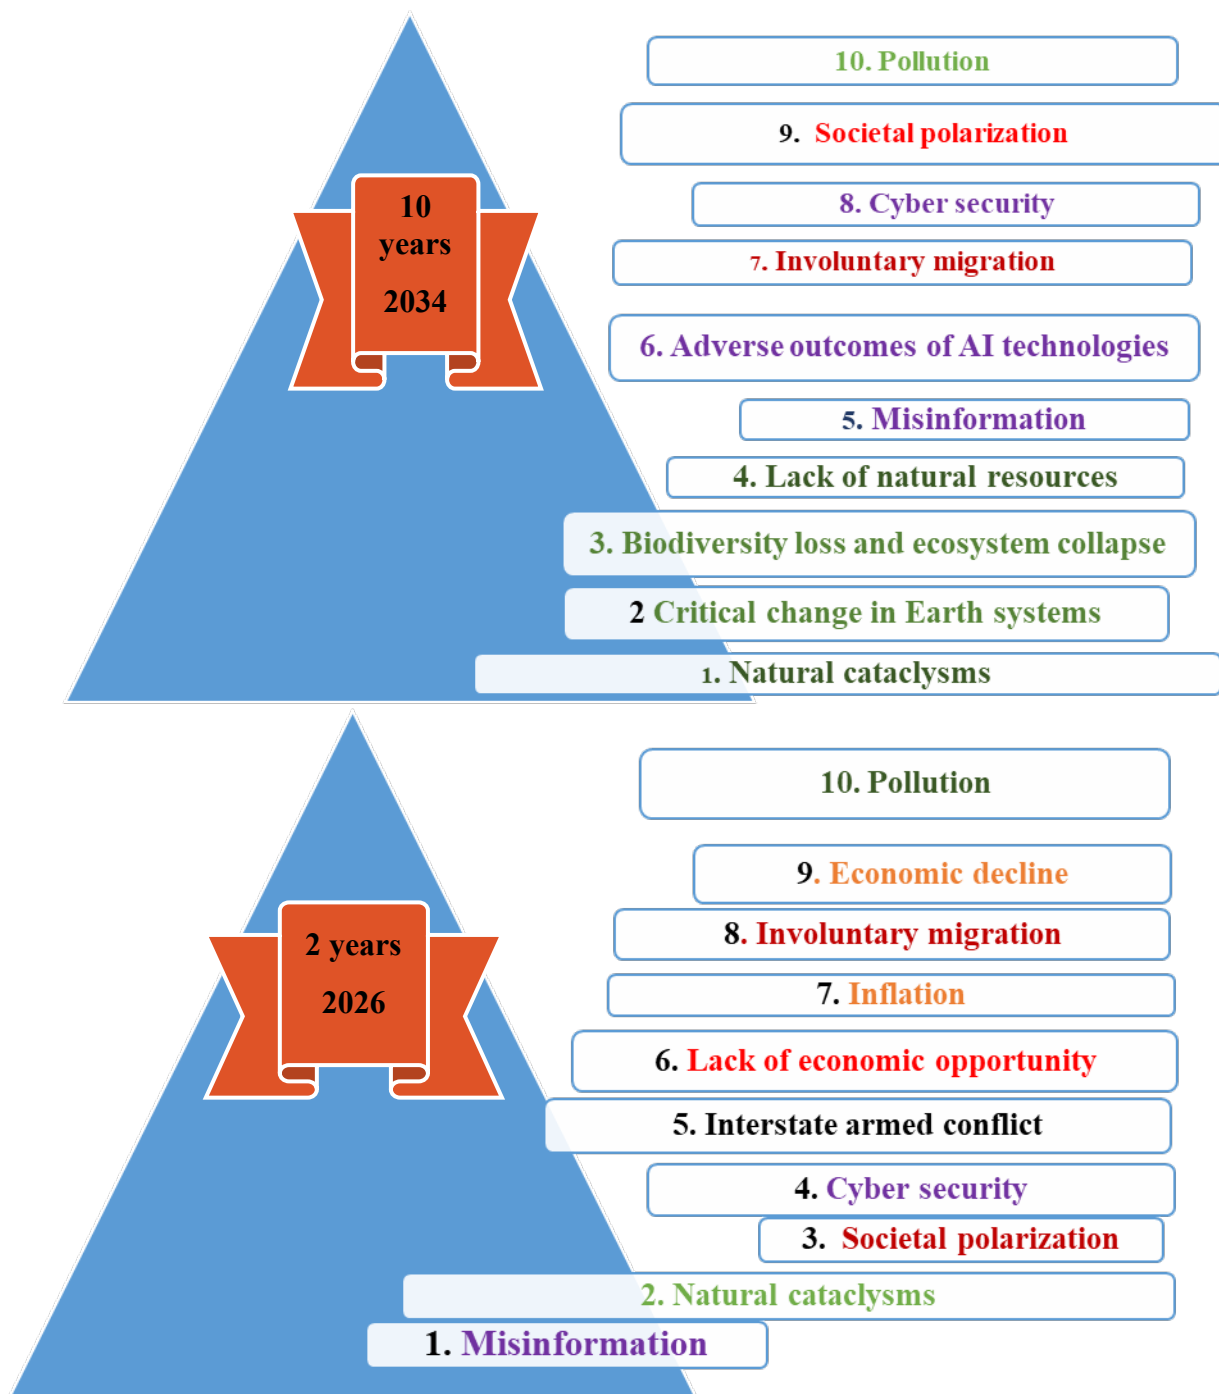 10. Pollution
9. Societal polarization
10
years
2034
8. Cyber security
7. Involuntary migration
6. Adverse outcomes of AI technologies
5. Misinformation
4. Lack of natural resources
3. Biodiversity loss and ecosystem collapse
2 Critical change in Earth systems
1. Natural cataclysms
10. Pollution
9. Economic decline
2 years
2026
8. Involuntary migration
7. Inflation
6. Lack of economic opportunity
5. Interstate armed conflict
4. Cyber security
3. Societal polarization
2. Natural cataclysms
1. Misinformation